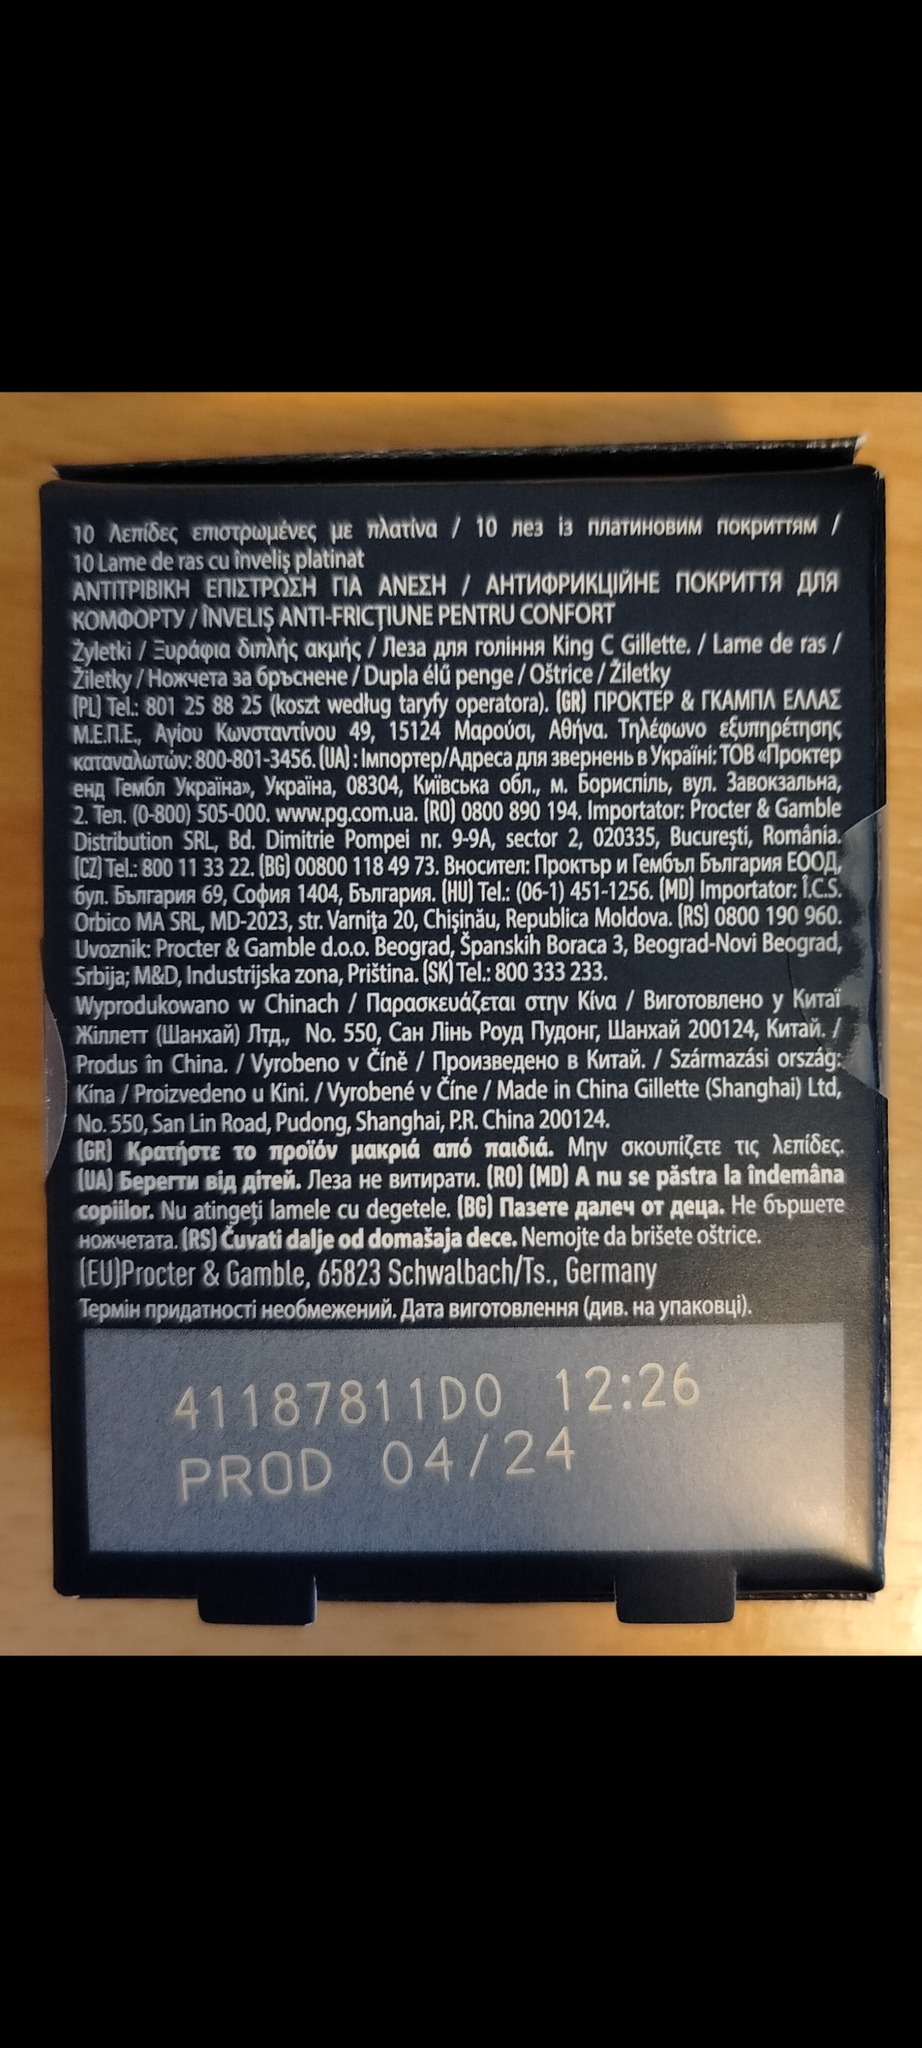 10 Λεπίδες επιστρωμένες με πλατίνα / 10 лез із платиновим покриттям /
10 Lame de ras cu înveliș platinat
ΑΝΤΙΤΡΙΒΙΚΗ ΕΠΙΣΤΡΩΣΗ ΓΙΑ ΑΝΕΣΗ / АНТИФРИКЦІЙНЕ ПОКРИТТЯ ДЛЯ
КОМФОРТУ / ÎNVELIȘ ANTI-FRICȚIUNE PENTRU CONFORT
Żyletki / Ξυράφια διπλής ακμής / Леза для гоління King C Gillette. / Lame de ras /
Žiletky / Ножчета за бръснене / Dupla élű penge / Oštrice / Žiletky
(PL) Tel.: 801 25 88 25 (koszt według taryfy operatora). (GR) ΠΡΟΚΤΕΡ & ΓΚΑΜΠΛ ΕΛΛΑΣ
Μ.Ε.Π.Ε., Αγίου Κωνσταντίνου 49, 15124 Μαρούσι, Αθήνα. Τηλέφωνο εξυπηρέτησης
καταναλωτών: 800-801-3456. (UA) : Імпортер/Адреса для звернень в Україні: ТОВ «Проктер
енд Гембл Україна», Україна, 08304, Київська обл., м. Бориспіль, вул. Завокзальна,
2. Тел. (0-800) 505-000. www.pg.com.ua. (RO) 0800 890 194. Importator: Procter & Gamble
Distribution SRL, Bd. Dimitrie Pompei nr. 9-9A, sector 2, 020335, București, România.
(CZ) Tel.: 800 11 33 22. (BG) 00800 118 49 73. Вносител: Проктър и Гембъл България ЕООД,
бул. България 69, София 1404, България. (HU) Tel.: (06-1) 451-1256. (MD) Importator: Î.C.S.
Orbico MA SRL, MD-2023, str. Varnița 20, Chișinău, Republica Moldova. (RS) 0800 190 960.
Uvoznik: Procter & Gamble d.o.o. Beograd, Španskih Boraca 3, Beograd-Novi Beograd,
Srbija; M&D, Industrijska zona, Priština. (SK) Tel.: 800 333 233.
Wyprodukowano w Chinach / Παρασκευάζεται στην Κίνα / Виготовлено у Китаї
Жіллетт (Шанхай) Лтд., No. 550, Сан Лінь Роуд Пудонг, Шанхай 200124, Китай. /
Produs în China. / Vyrobeno v Číně / Произведено в Китай. / Származási ország:
Kína / Proizvedeno u Kini. / Vyrobené v Číne / Made in China Gillette (Shanghai) Ltd,
No. 550, San Lin Road, Pudong, Shanghai, P.R. China 200124.
(GR) Κρατήστε το προϊόν μακριά από παιδιά. Μην σκουπίζετε τις λεπίδες.
(UA) Берегти від дітей. Леза не витирати. (RO) (MD) A nu se păstra la îndemâna
copiilor. Nu atingeți lamele cu degetele. (BG) Пазете далеч от деца. Не бършете
ножчетата. (RS) Čuvati dalje od domašaja dece. Nemojte da brišete oštrice.
(EU)Procter & Gamble, 65823 Schwalbach/Ts., Germany
Термін придатності необмежений. Дата виготовлення (див. на упаковці).
41187811D0 12:26
PROD 04/24